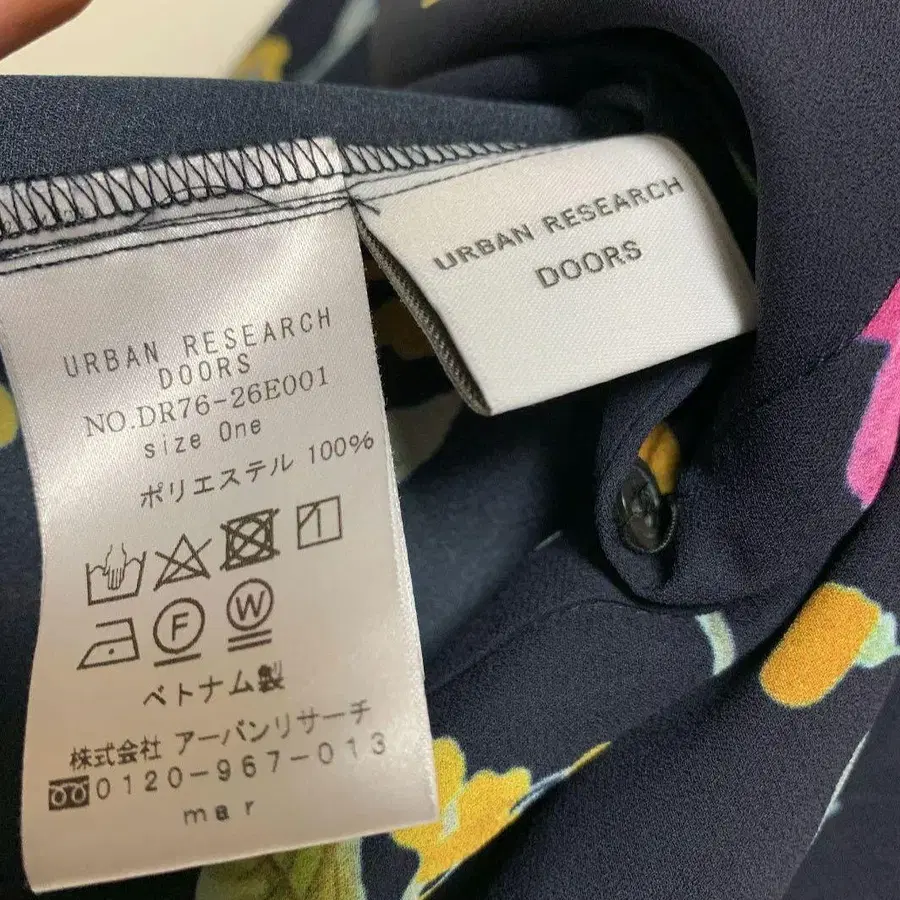 URBAN RESEARCH
DOORS
NO.DR76-26E001
size One
ポリエステル 100%
F
W
ベトナム製
株式会社 アーバンリサーチ
0120-967-013
mar
URBAN RESEARCH
DOORS